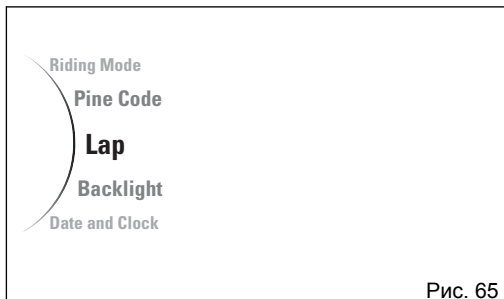 Riding Mode
Pine Code
Lap
Backlight
Date and Clock
Рис. 65